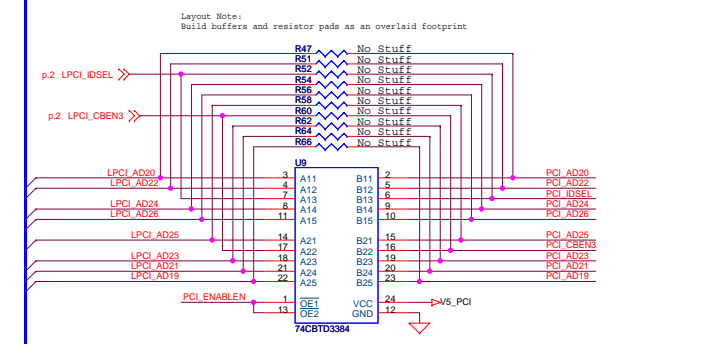 Layout Note:
Build buffers and resistor pads as an overlaid footprint
R47 No Stuff
R51 No Stuff
R52 No Stuff
R54 No Stuff
R56 No Stuff
R58 No Stuff
R60 No Stuff
R62 No Stuff
R64 No Stuff
R66 No Stuff
p.2 LPCI_IDSEL
p.2 LPCI_CBEN3
U9
LPCI_AD20 3 A11 B11 2 PCI_AD20
LPCI_AD22 4 A12 B12 5 PCI_AD22
7 A13 B13 6 PCI_IDSEL
LPCI_AD24 8 A14 B14 9 PCI_AD24
LPCI_AD26 11 A15 B15 10 PCI_AD26
LPCI_AD25 14 A21 B21 15 PCI_AD25
17 A22 B22 16 PCI_CBEN3
LPCI_AD23 18 A23 B23 19 PCI_AD23
LPCI_AD21 21 A24 B24 20 PCI_AD21
LPCI_AD19 22 A25 B25 23 PCI_AD19
PCI_ENABLEN 1 OE1 VCC 24 V5_PCI
13 OE2 GND 12
74CBTD3384